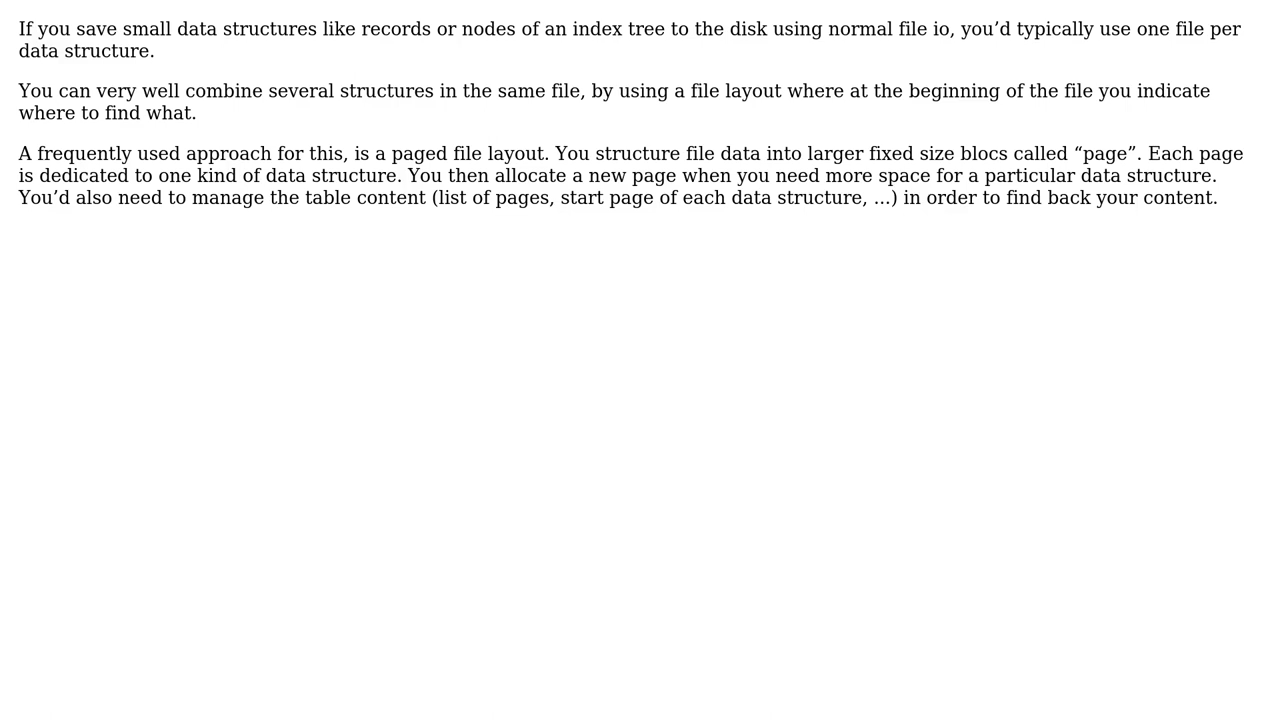 If you save small data structures like records or nodes of an index tree to the disk using normal file io, you’d typically use one file per
data structure.
You can very well combine several structures in the same file, by using a file layout where at the beginning of the file you indicate
where to find what.
A frequently used approach for this, is a paged file layout. You structure file data into larger fixed size blocs called “page”. Each page
is dedicated to one kind of data structure. You then allocate a new page when you need more space for a particular data structure.
You’d also need to manage the table content (list of pages, start page of each data structure, ...) in order to find back your content.